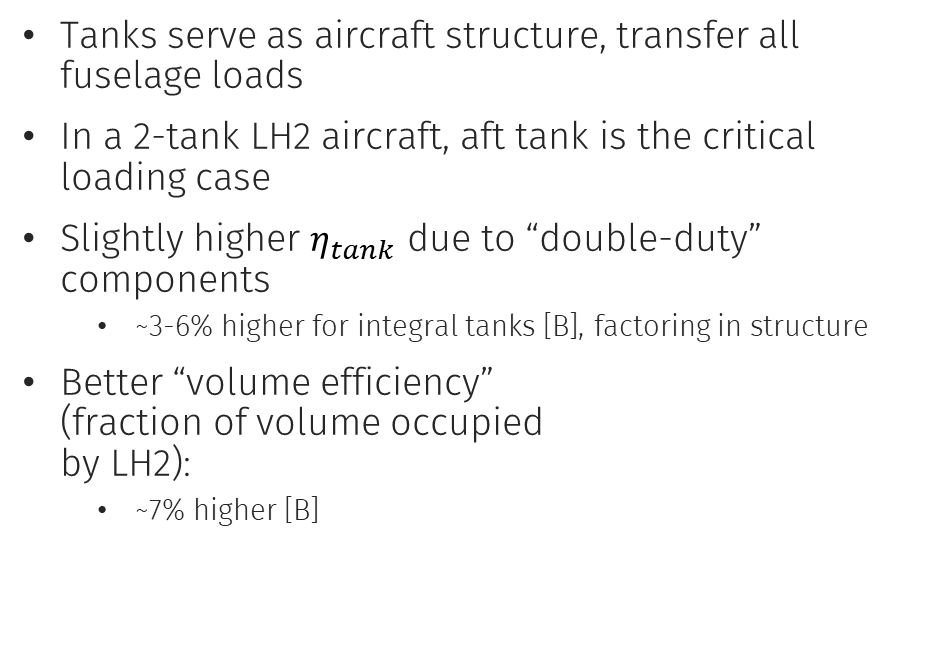 • Tanks serve as aircraft structure, transfer all
fuselage loads
• In a 2-tank LH2 aircraft, aft tank is the critical
loading case
• Slightly higher η_tank due to “double-duty”
components
• ~3-6% higher for integral tanks [B], factoring in structure
• Better “volume efficiency”
(fraction of volume occupied
by LH2):
• ~7% higher [B]